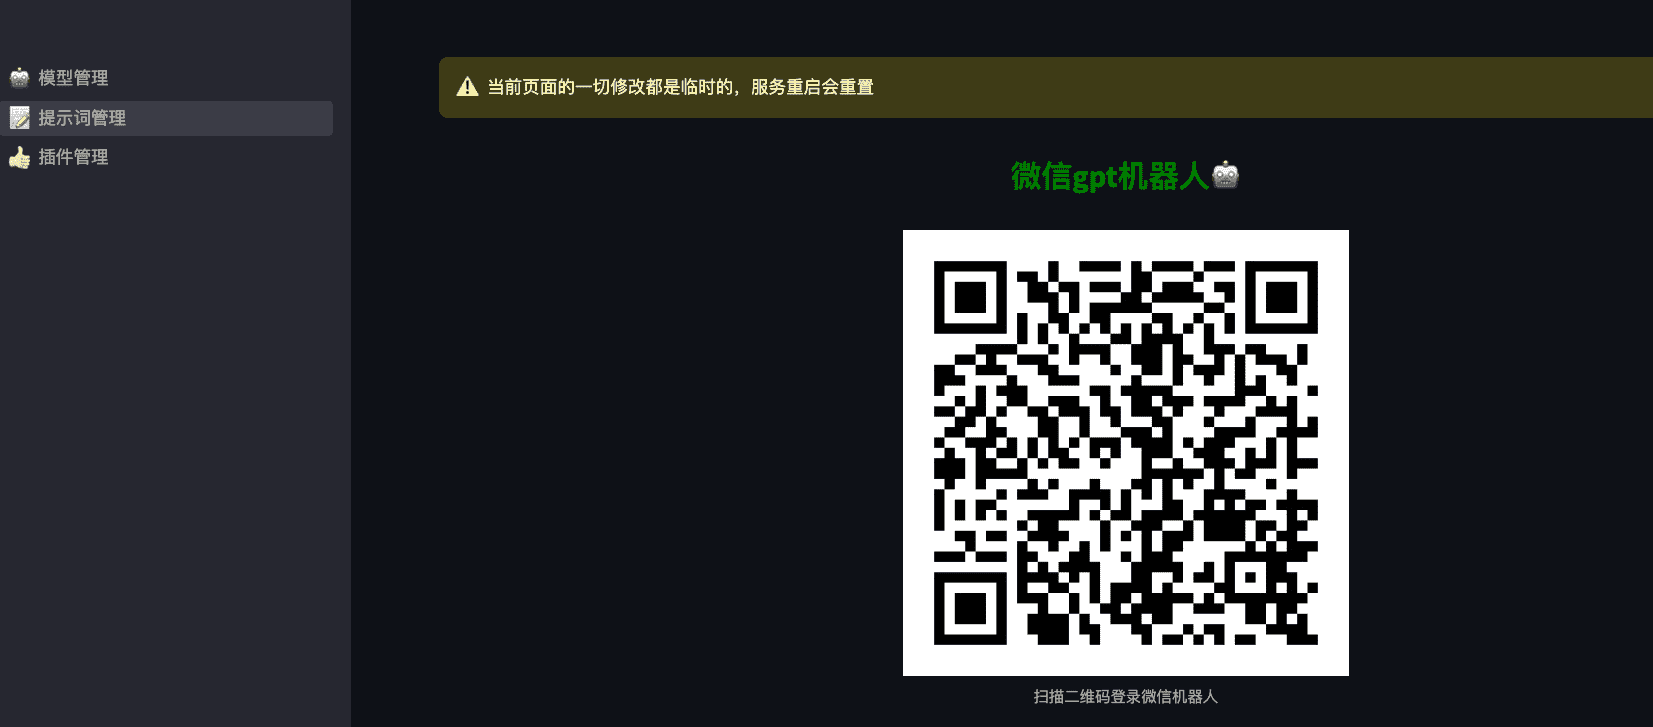 模型管理
提示词管理
插件管理
当前页面的一切修改都是临时的，服务重启会重置
微信gpt机器人
扫描二维码登录微信机器人